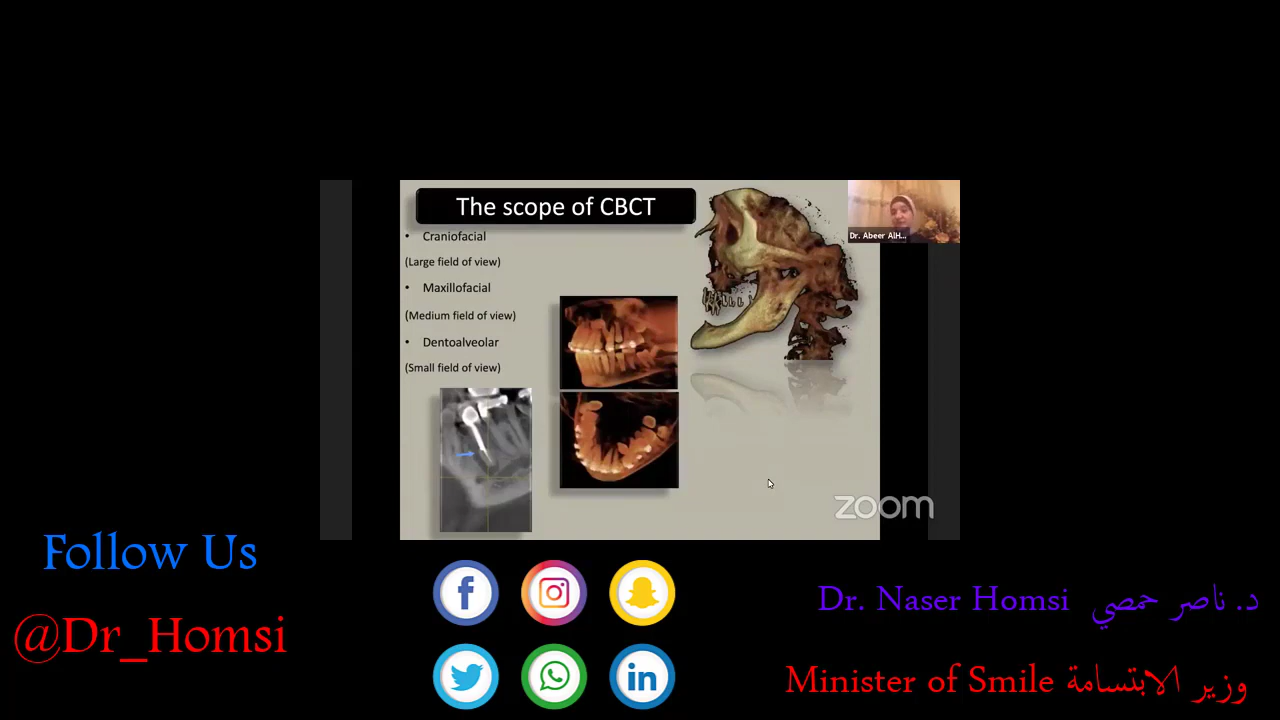 The scope of CBCT
• Craniofacial
(Large field of view)
• Maxillofacial
(Medium field of view)
• Dentoalveolar
(Small field of view)
Dr. Abeer AlH...
zoom
Follow Us
@Dr_Homsi
Dr. Naser Homsi د. ناصر حمصي
Minister of Smile وزير الابتسامة